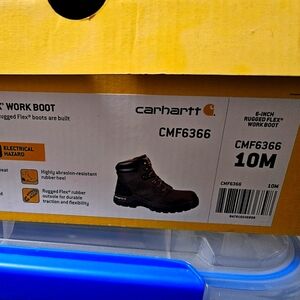 X® WORK BOOT
Rugged Flex® boots are built
ELECTRICAL
HAZARD
Highly abrasion-resistant
rubber heel
Rugged Flex® rubber
outsole for durable
traction and flexibility
carhartt
CMF6366
6-INCH
RUGGED FLEX®
WORK BOOT
CMF6366
10M
CMF6366 10M